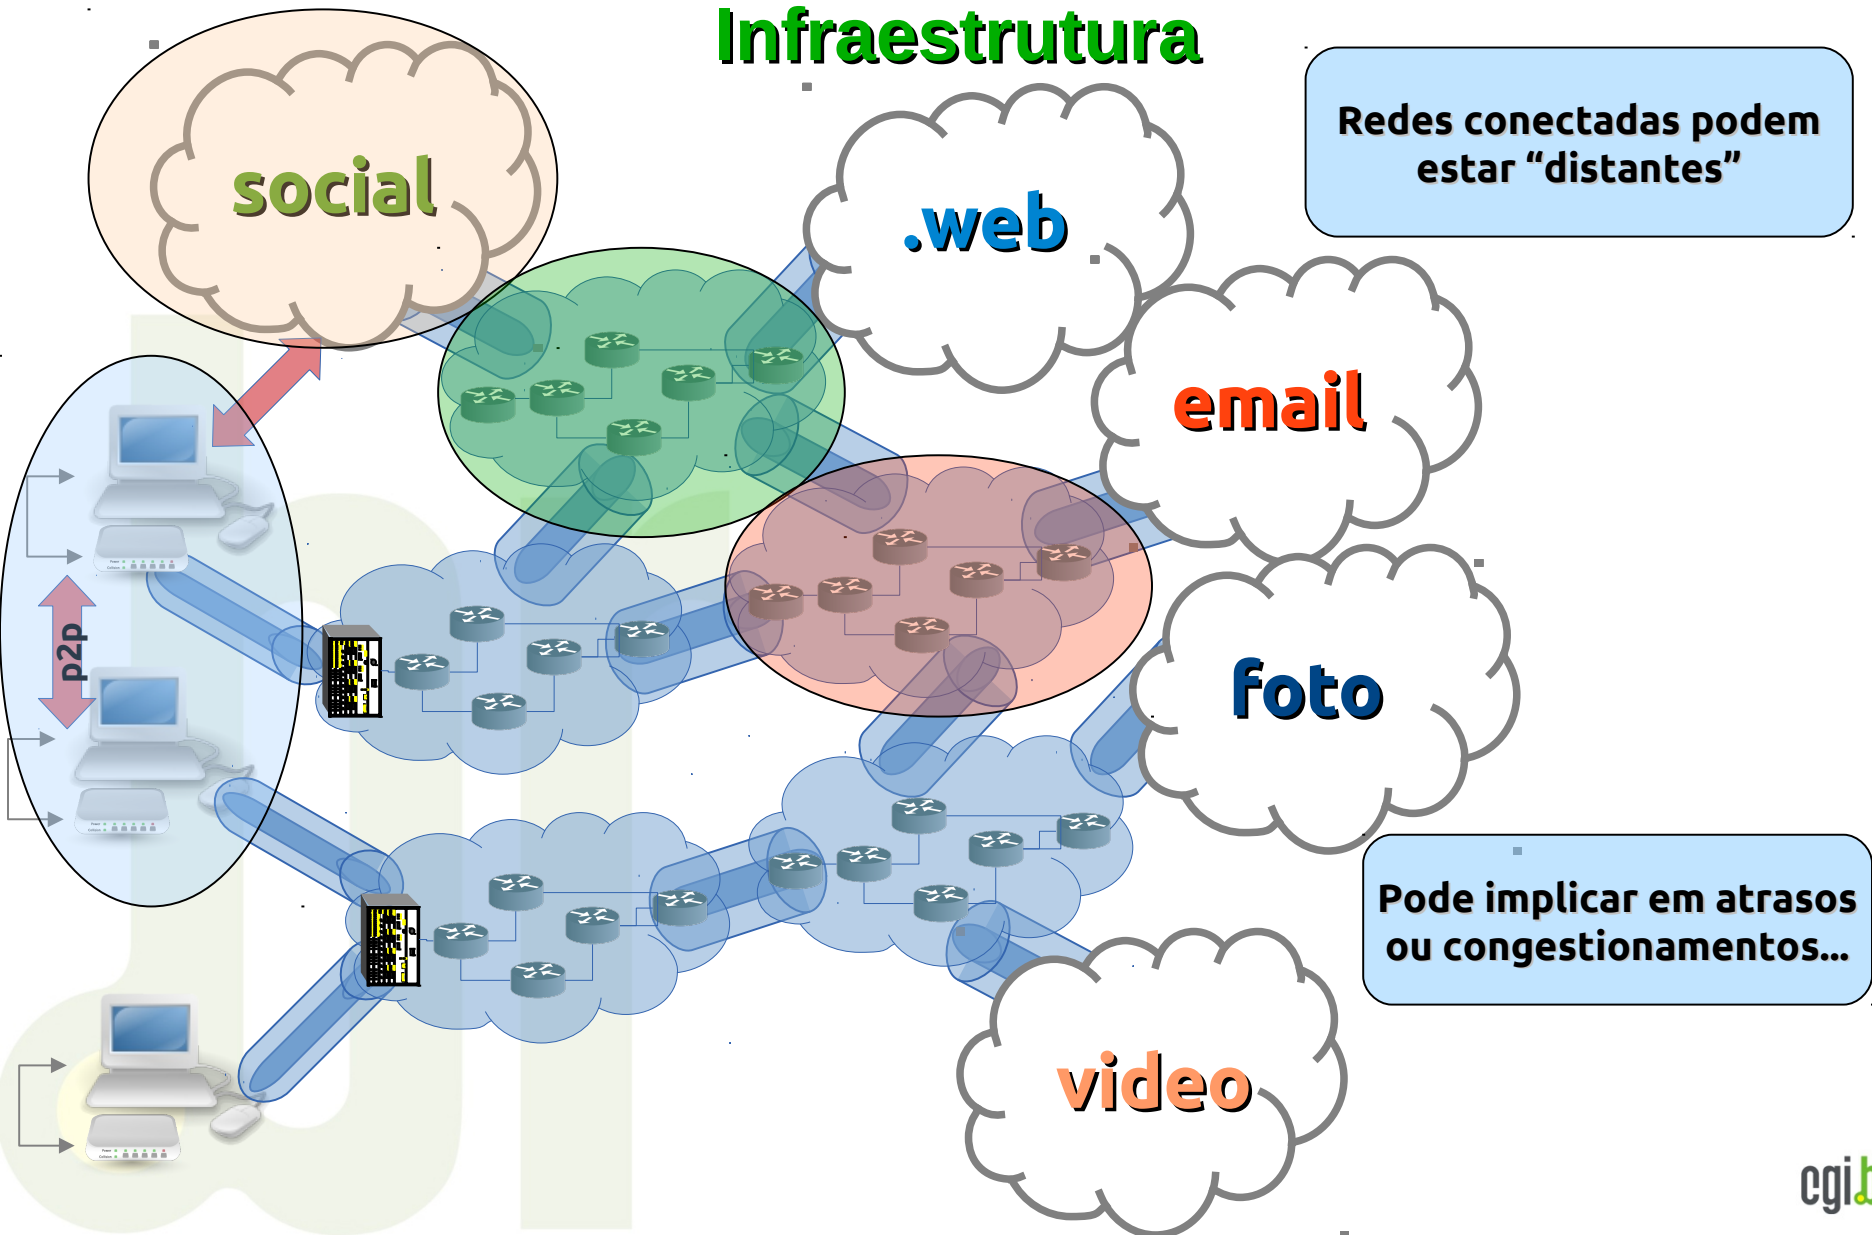 Infraestrutura
social
.web
Redes conectadas podem
estar “distantes”
email
p2p
foto
Pode implicar em atrasos
ou congestionamentos...
video
cgi.b